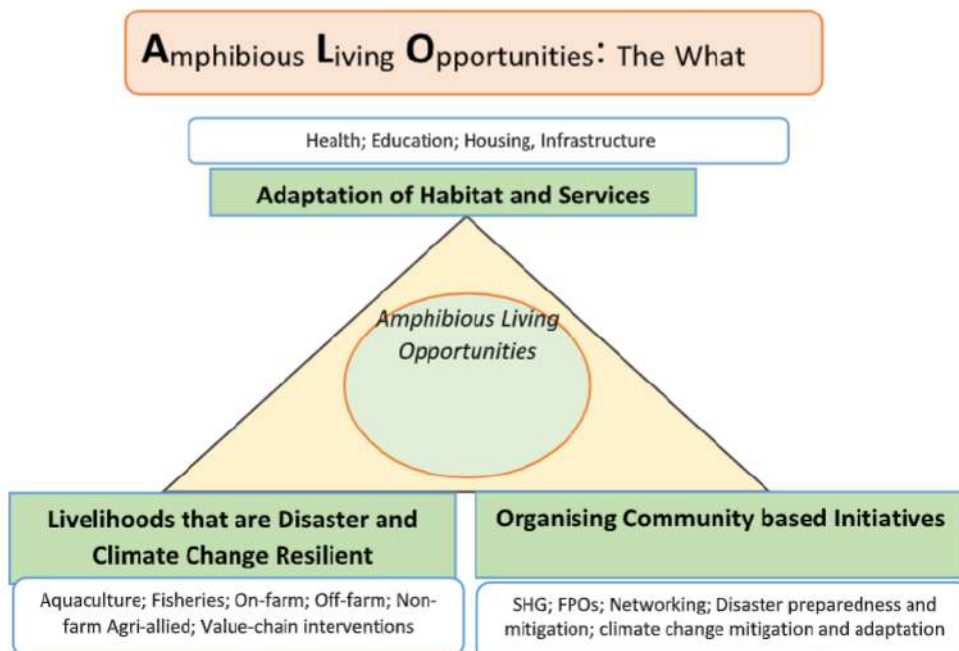 Amphibious Living Opportunities: The What
Health; Education; Housing, Infrastructure
Adaptation of Habitat and Services
Amphibious Living
Opportunities
Livelihoods that are Disaster and
Climate Change Resilient
Aquaculture; Fisheries; On-farm; Off-farm; Non-
farm Agri-allied; Value-chain interventions
Organising Community based Initiatives
SHG; FPOs; Networking; Disaster preparedness and
mitigation; climate change mitigation and adaptation